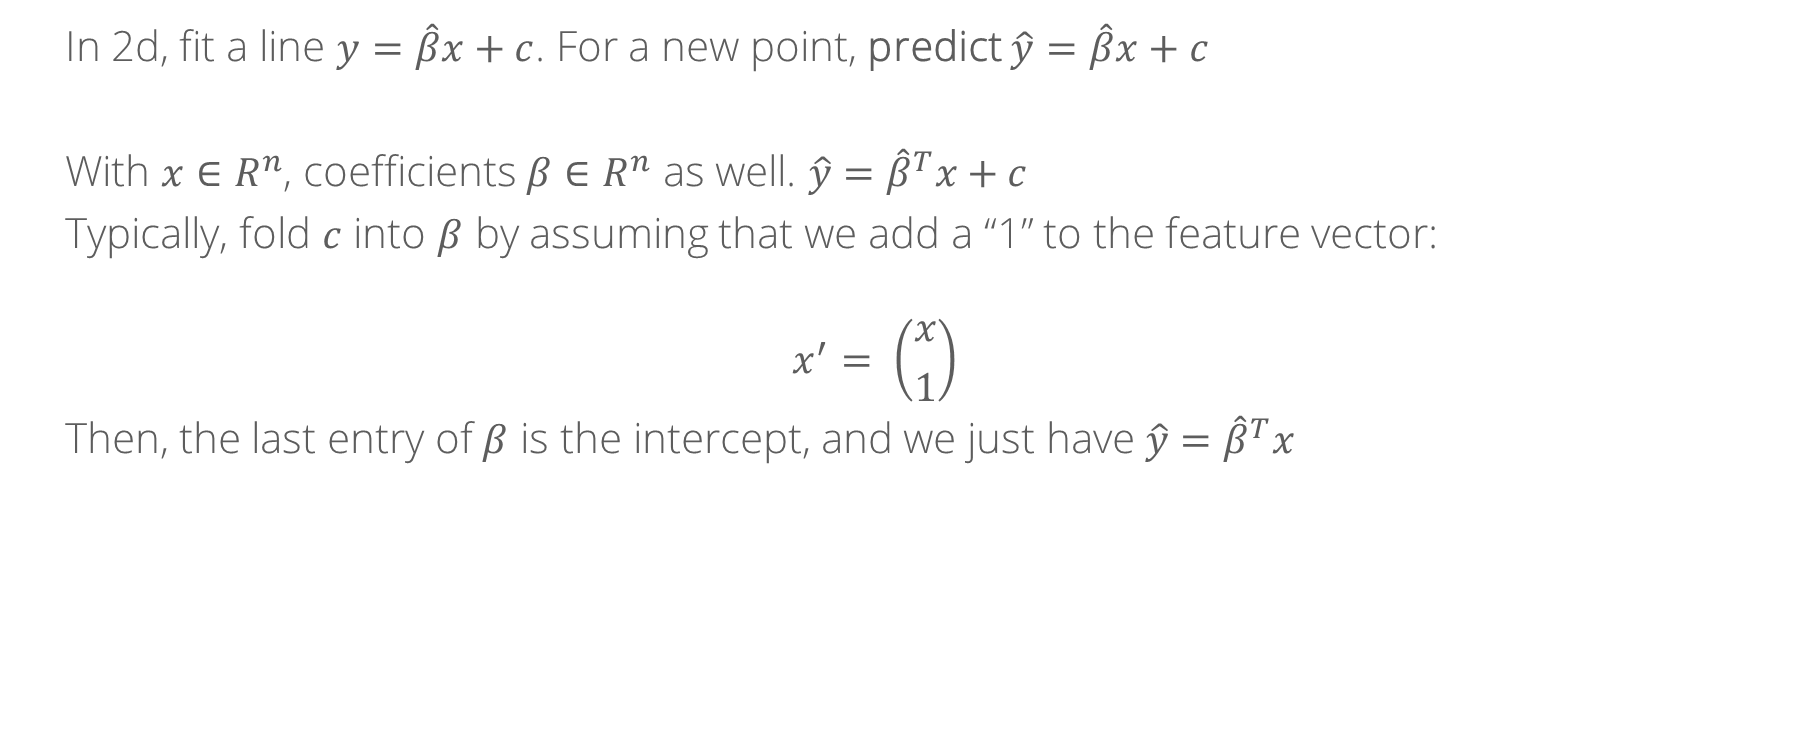 In 2d, fit a line y = β̂x + c. For a new point, predict ŷ = β̂x + c
With x ∈ Rⁿ, coefficients β ∈ Rⁿ as well. ŷ = β̂ᵀx + c
Typically, fold c into β by assuming that we add a “1” to the feature vector:
x′ = (x
1)
Then, the last entry of β is the intercept, and we just have ŷ = β̂ᵀx